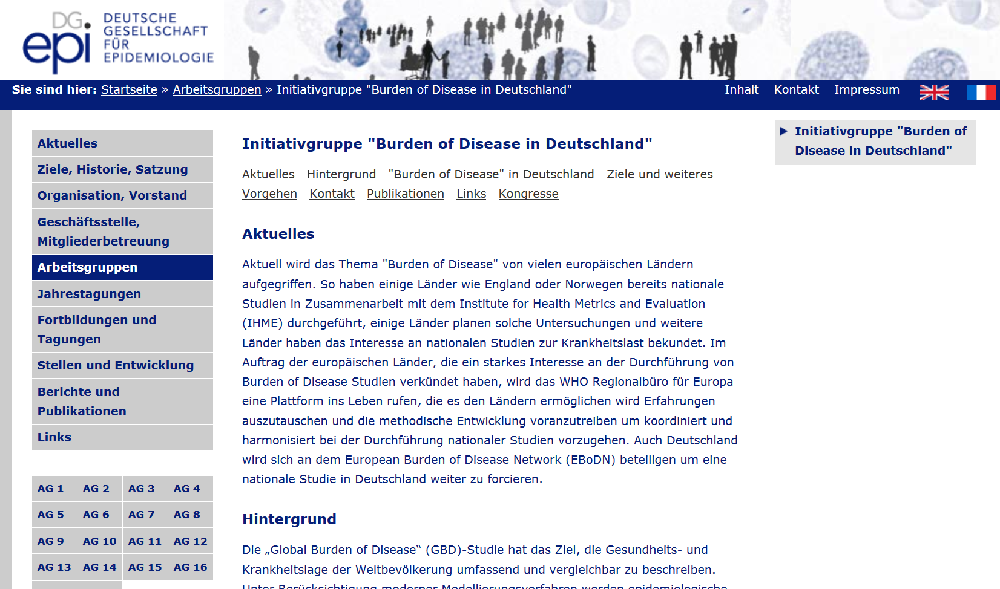 DG.
epi
DEUTSCHE
GESELLSCHAFT
FÜR
EPIDEMIOLOGIE
Sie sind hier: Startseite » Arbeitsgruppen » Initiativgruppe "Burden of Disease in Deutschland"
Inhalt Kontakt Impressum
Aktuelles
Ziele, Historie, Satzung
Organisation, Vorstand
Geschäftsstelle,
Mitgliederbetreuung
Arbeitsgruppen
Jahrestagungen
Fortbildungen und
Tagungen
Stellen und Entwicklung
Berichte und
Publikationen
Links
AG 1 AG 2 AG 3 AG 4
AG 5 AG 6 AG 7 AG 8
AG 9 AG 10 AG 11 AG 12
AG 13 AG 14 AG 15 AG 16
Initiativgruppe "Burden of Disease in Deutschland"
Aktuelles Hintergrund "Burden of Disease" in Deutschland Ziele und weiteres
Vorgehen Kontakt Publikationen Links Kongresse
Aktuelles
Aktuell wird das Thema "Burden of Disease" von vielen europäischen Ländern
aufgegriffen. So haben einige Länder wie England oder Norwegen bereits nationale
Studien in Zusammenarbeit mit dem Institute for Health Metrics and Evaluation
(IHME) durchgeführt, einige Länder planen solche Untersuchungen und weitere
Länder haben das Interesse an nationalen Studien zur Krankheitslast bekundet. Im
Auftrag der europäischen Länder, die ein starkes Interesse an der Durchführung von
Burden of Disease Studien verkündet haben, wird das WHO Regionalbüro für Europa
eine Plattform ins Leben rufen, die es den Ländern ermöglichen wird Erfahrungen
auszutauschen und die methodische Entwicklung voranzutreiben um koordiniert und
harmonisiert bei der Durchführung nationaler Studien vorzugehen. Auch Deutschland
wird sich an dem European Burden of Disease Network (EBoDN) beteiligen um eine
nationale Studie in Deutschland weiter zu forcieren.
Hintergrund
Die „Global Burden of Disease“ (GBD)-Studie hat das Ziel, die Gesundheits- und
Krankheitslage der Weltbevölkerung umfassend und vergleichbar zu beschreiben.
Unter Berücksichtigung moderner Modellierungsverfahren werden epidemiologische
Initiativgruppe "Burden of
Disease in Deutschland"